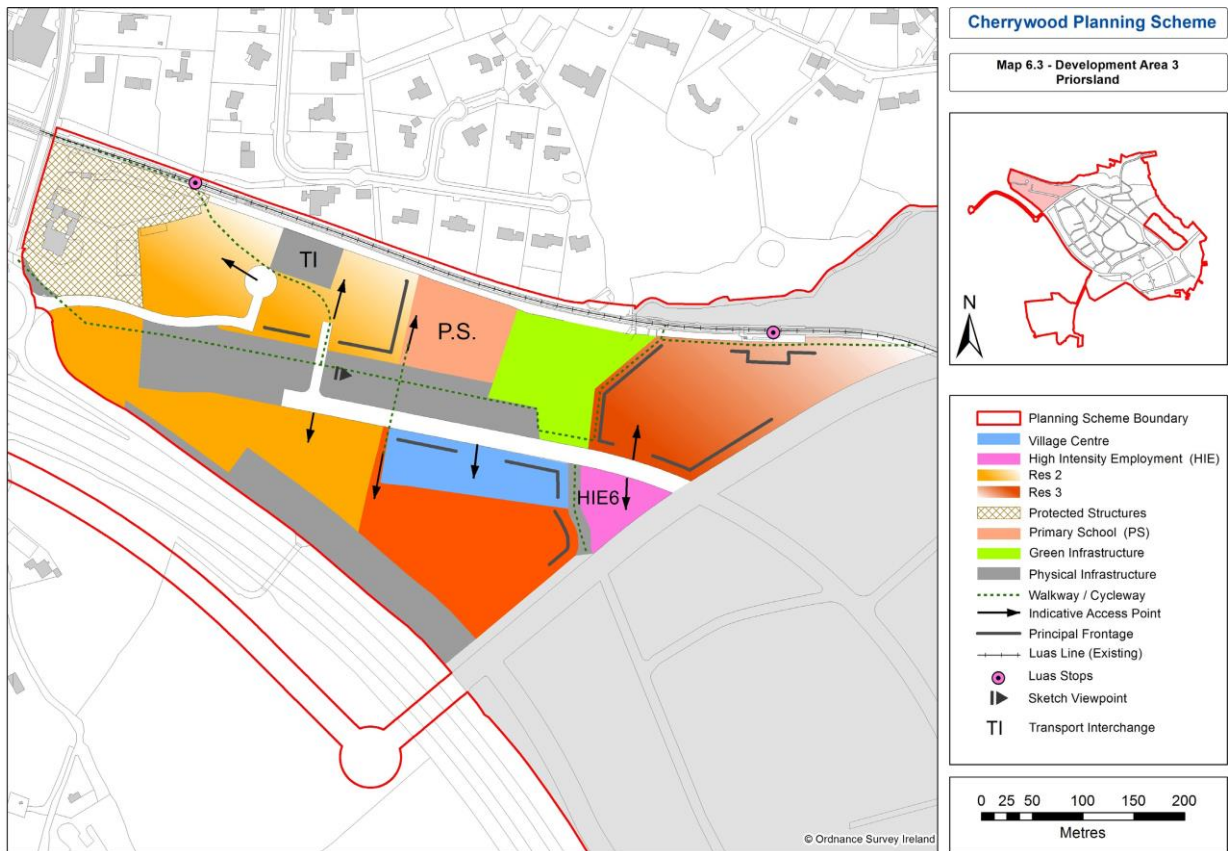 Cherrywood Planning Scheme
Map 6.3 - Development Area 3
Priorsland
TI
P.S.
HIE6
N
Planning Scheme Boundary
Village Centre
High Intensity Employment (HIE)
Res 2
Res 3
Protected Structures
Primary School (PS)
Green Infrastructure
Physical Infrastructure
Walkway / Cycleway
Indicative Access Point
Principal Frontage
Luas Line (Existing)
Luas Stops
Sketch Viewpoint
TI Transport Interchange
0 25 50 100 150 200
Metres
© Ordnance Survey Ireland